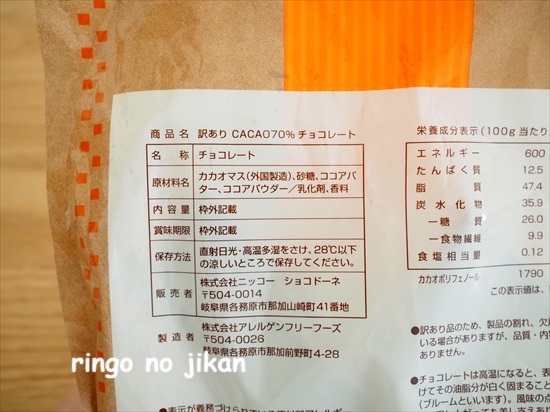 商品名 訳あり CACAO70% チョコレート
名称 チョコレート
原材料名 カカオマス(外国製造)、砂糖、ココアバ
ター、ココアパウダー／乳化剤、香料
内容量 枠外記載
賞味期限 枠外記載
保存方法 直射日光・高温多湿をさけ、28℃以下
の涼しいところで保存してください。
販売者 株式会社ニッコー ショコドーネ
〒504-0014
岐阜県各務原市那加山崎町41番地
製造者 株式会社アレルゲンフリーフーズ
〒504-0026
岐阜県各務原市那加前野町4-28
栄養成分表示(100g当たり
エネルギー 600
たんぱく質 12.5
脂質 47.4
炭水化物 35.9
－糖質 26.0
－食物繊維 9.9
食塩相当量 0.12
カカオポリフェノール 1790
この表示値は、
●訳あり品のため、製品の割れ、欠
いる場合がありますが、品質・内
ありません。
●チョコレートは高温になると、表
けてその油脂分が白く固まること
(ブルームといいます)。風味の点
ringo no jikan